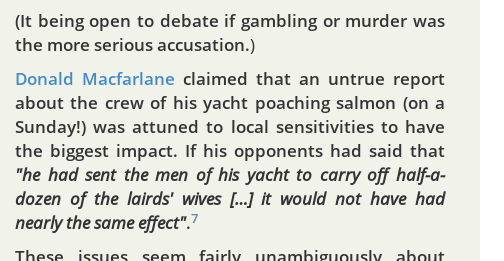 (It being open to debate if gambling or murder was
the more serious accusation.)
Donald Macfarlane claimed that an untrue report
about the crew of his yacht poaching salmon (on a
Sunday!) was attuned to local sensitivities to have
the biggest impact. If his opponents had said that
"he had sent the men of his yacht to carry off half-a-
dozen of the lairds' wives [...] it would not have had
nearly the same effect".7
These issues seem fairly unambiguously about